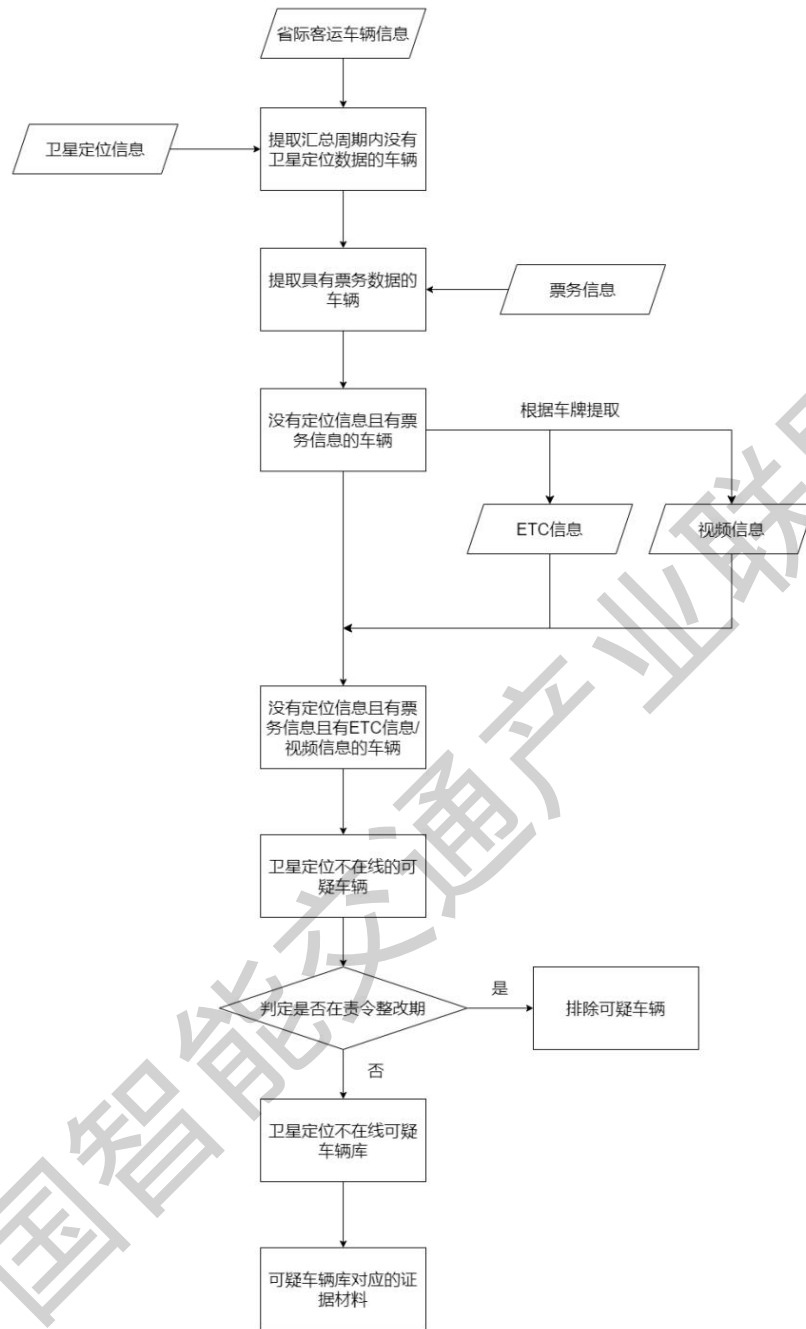 省际客运车辆信息
卫星定位信息
提取汇总周期内没有
卫星定位数据的车辆
提取具有票务数据的
车辆
票务信息
没有定位信息且有票
务信息的车辆
根据车牌提取
ETC信息
视频信息
没有定位信息且有票
务信息且有ETC信息/
视频信息的车辆
卫星定位不在线的可
疑车辆
判定是否在责令整改期
是
排除可疑车辆
否
卫星定位不在线可疑
车辆库
可疑车辆库对应的证
据材料
国智能交通产业联